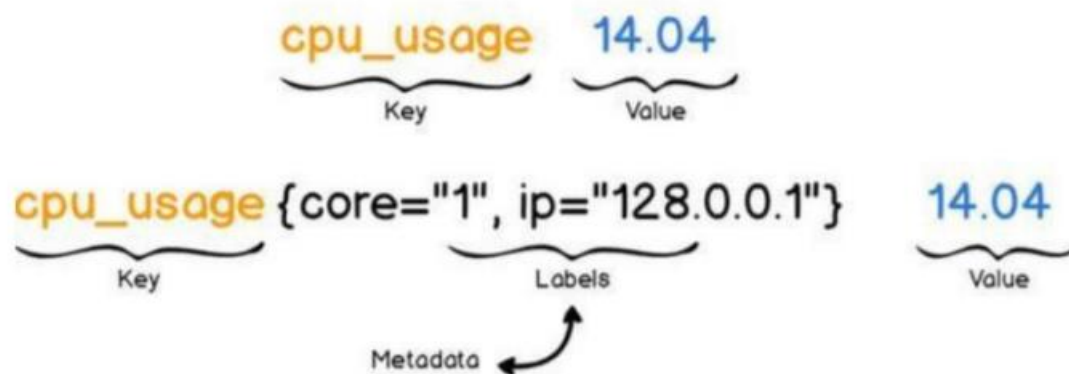 cpu_usage 14.04
Key Value
cpu_usage {core="1", ip="128.0.0.1"} 14.04
Key Labels Value
Metadata